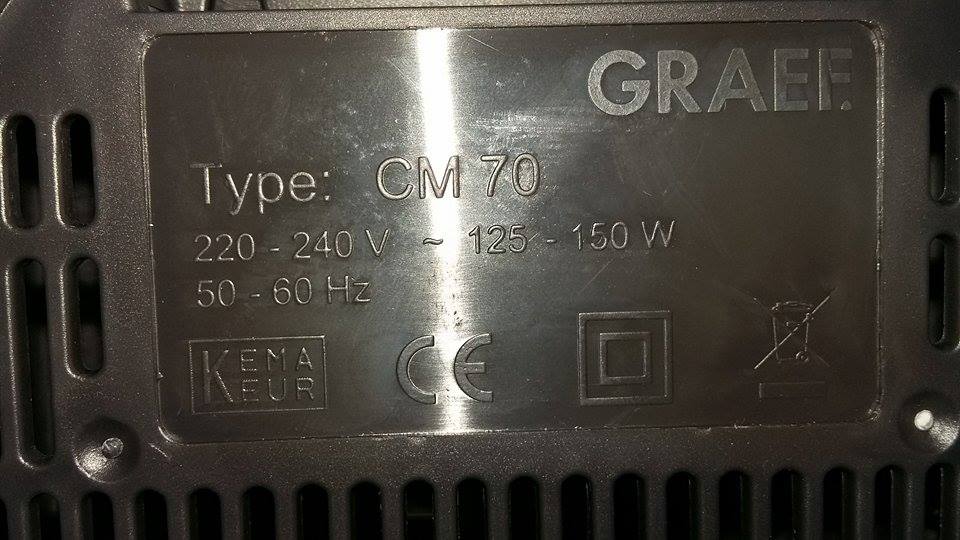 GRAEF.
Type: CM 70
220 - 240 V ~ 125 - 150 W
50 - 60 Hz
KEMA
KEUR
CE